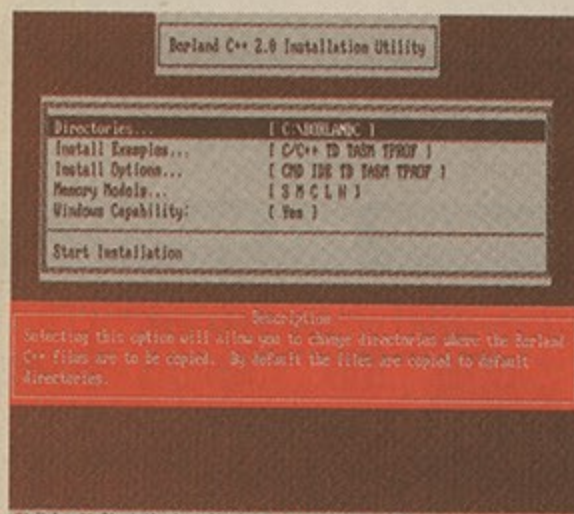 Borland C++ 2.0 Installation Utility
Directories... [ C:\BORLANDC ]
Install Examples... [ C/C++ TD TASM TPROF ]
Install Options... [ CMD IDE TD TASM TPROF ]
Memory Models... [ S M C L H ]
Windows Capability: [ Yes ]
Start Installation
Description
Selecting this option will allow you to change directories where the Borland
C++ files are to be copied. By default the files are copied to default
directories.